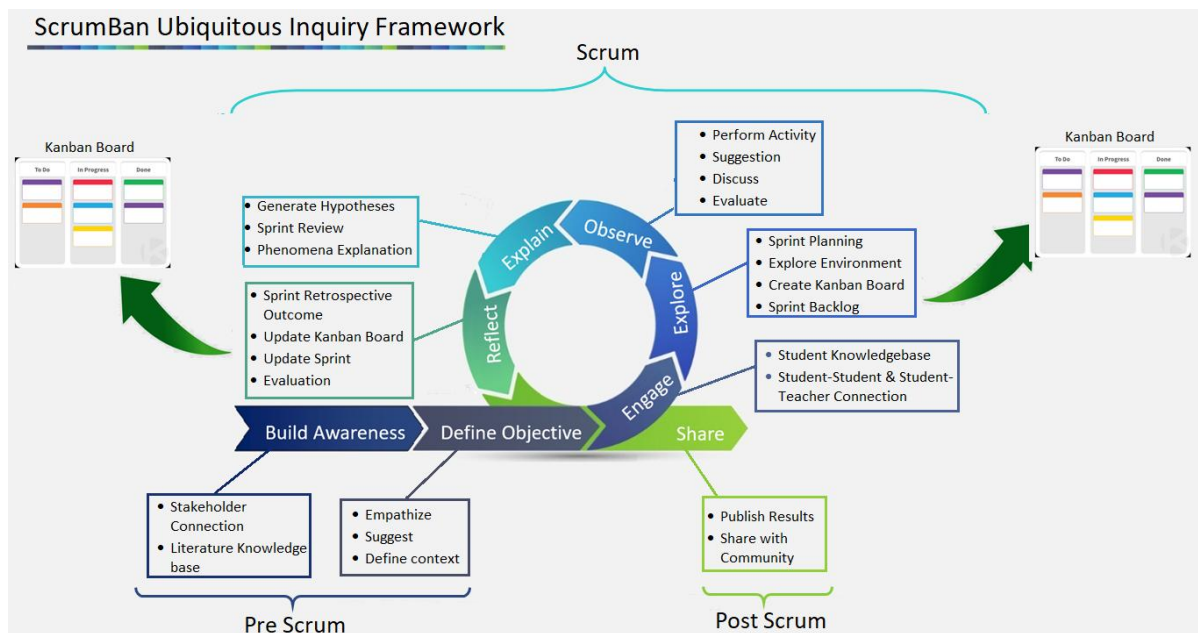 ScrumBan Ubiquitous Inquiry Framework
Scrum
Kanban Board
To Do
In Progress
Done
Kanban Board
To Do
In Progress
Done
• Perform Activity
• Suggestion
• Discuss
• Evaluate
• Generate Hypotheses
• Sprint Review
• Phenomena Explanation
Explain
Observe
• Sprint Planning
• Explore Environment
• Create Kanban Board
• Sprint Backlog
• Sprint Retrospective
Outcome
• Update Kanban Board
• Update Sprint
• Evaluation
Reflect
Explore
• Student Knowledgebase
• Student-Student & Student-
Teacher Connection
Engage
Build Awareness
Define Objective
Share
• Stakeholder
Connection
• Literature Knowledge
base
• Empathize
• Suggest
• Define context
• Publish Results
• Share with
Community
Pre Scrum
Post Scrum